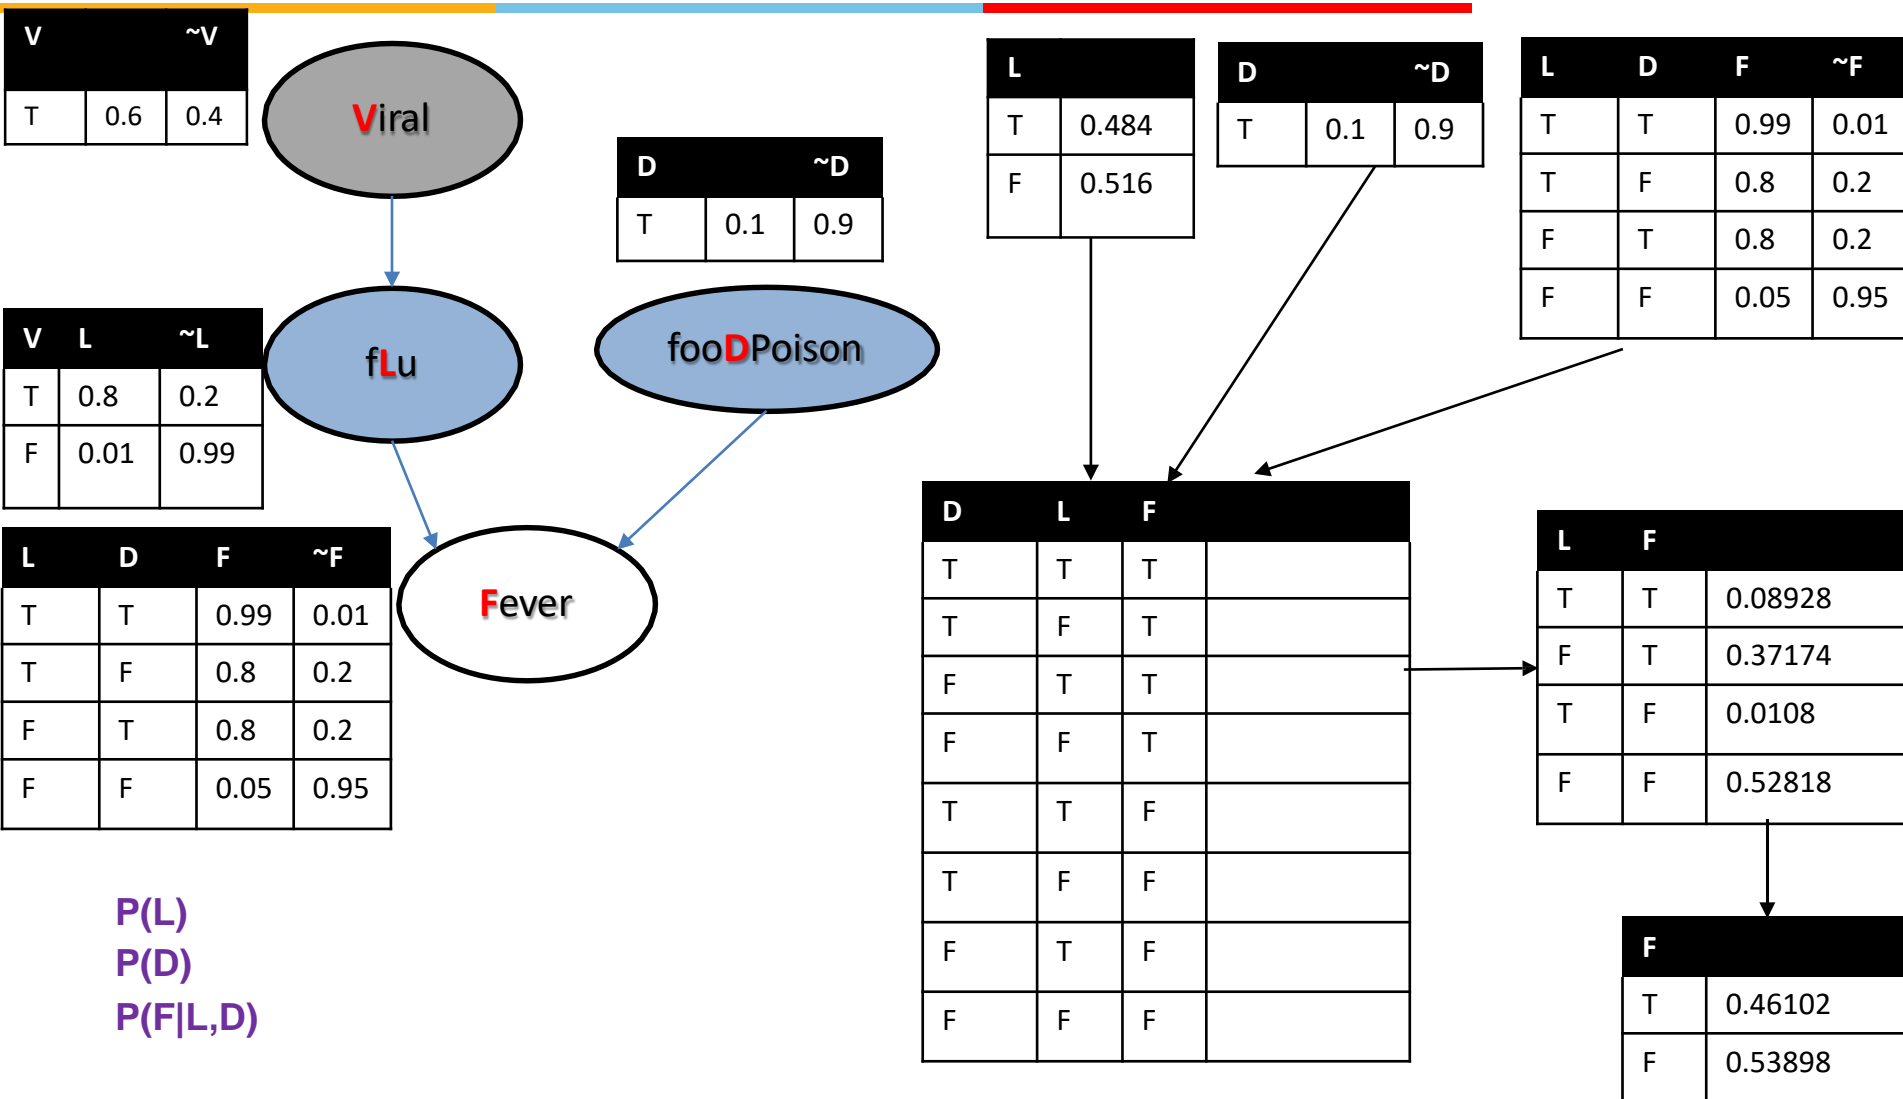 V ~V
T 0.6 0.4
Viral
D ~D
T 0.1 0.9
V L ~L
T 0.8 0.2
F 0.01 0.99
fLu
fooDPoison
L D F ~F
T T 0.99 0.01
T F 0.8 0.2
F T 0.8 0.2
F F 0.05 0.95
Fever
P(L)
P(D)
P(F|L,D)
L
T 0.484
F 0.516
D ~D
T 0.1 0.9
L D F ~F
T T 0.99 0.01
T F 0.8 0.2
F T 0.8 0.2
F F 0.05 0.95
D L F
T T T
T F T
F T T
F F T
T T F
T F F
F T F
F F F
L F
T T 0.08928
F T 0.37174
T F 0.0108
F F 0.52818
F
T 0.46102
F 0.53898